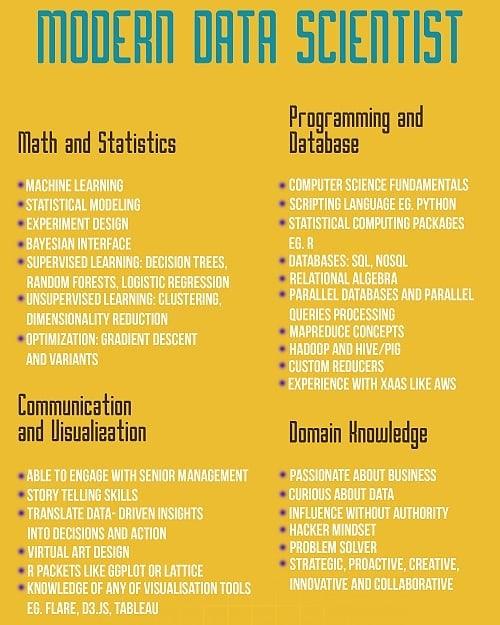 MODERN DATA SCIENTIST
Math and Statistics
MACHINE LEARNING
STATISTICAL MODELING
EXPERIMENT DESIGN
BAYESIAN INTERFACE
SUPERVISED LEARNING: DECISION TREES,
RANDOM FORESTS, LOGISTIC REGRESSION
UNSUPERVISED LEARNING: CLUSTERING,
DIMENSIONALITY REDUCTION
OPTIMIZATION: GRADIENT DESCENT
AND VARIANTS
Programming and
Database
COMPUTER SCIENCE FUNDAMENTALS
SCRIPTING LANGUAGE EG. PYTHON
STATISTICAL COMPUTING PACKAGES
EG. R
DATABASES: SQL, NOSQL
RELATIONAL ALGEBRA
PARALLEL DATABASES AND PARALLEL
QUERIES PROCESSING
MAPREDUCE CONCEPTS
HADOOP AND HIVE/PIG
CUSTOM REDUCERS
EXPERIENCE WITH XAAS LIKE AWS
Communication
and Visualization
ABLE TO ENGAGE WITH SENIOR MANAGEMENT
STORY TELLING SKILLS
TRANSLATE DATA- DRIVEN INSIGHTS
INTO DECISIONS AND ACTION
VIRTUAL ART DESIGN
R PACKETS LIKE GGPLOT OR LATTICE
KNOWLEDGE OF ANY OF VISUALISATION TOOLS
EG. FLARE, D3.JS, TABLEAU
Domain Knowledge
PASSIONATE ABOUT BUSINESS
CURIOUS ABOUT DATA
INFLUENCE WITHOUT AUTHORITY
HACKER MINDSET
PROBLEM SOLVER
STRATEGIC, PROACTIVE, CREATIVE,
INNOVATIVE AND COLLABORATIVE